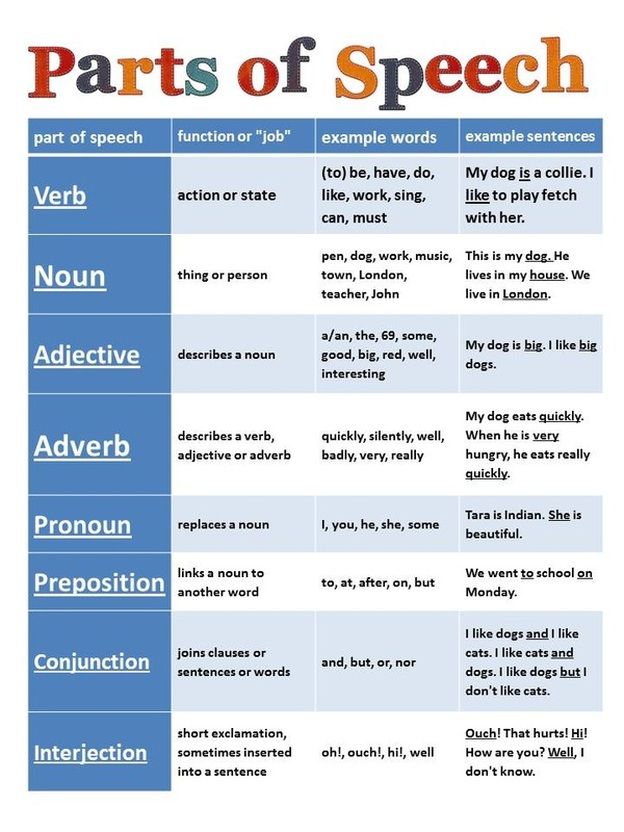 Parts of Speech
part of speech
function or "job"
example words
example sentences
Verb
action or state
(to) be, have, do,
like, work, sing,
can, must
My dog is a collie. I
like to play fetch
with her.
Noun
thing or person
pen, dog, work, music,
town, London,
teacher, John
This is my dog. He
lives in my house. We
live in London.
Adjective
describes a noun
a/an, the, 69, some,
good, big, red, well,
interesting
My dog is big. I like big
dogs.
Adverb
describes a verb,
adjective or adverb
quickly, silently, well,
badly, very, really
My dog eats quickly.
When he is very
hungry, he eats really
quickly.
Pronoun
replaces a noun
I, you, he, she, some
Tara is Indian. She is
beautiful.
Preposition
links a noun to
another word
to, at, after, on, but
We went to school on
Monday.
Conjunction
joins clauses or
sentences or words
and, but, or, nor
I like dogs and I like
cats. I like cats and
dogs. I like dogs but I
don't like cats.
Interjection
short exclamation,
sometimes inserted
into a sentence
oh!, ouch!, hi!, well
Ouch! That hurts! Hi!
How are you? Well, I
don't know.